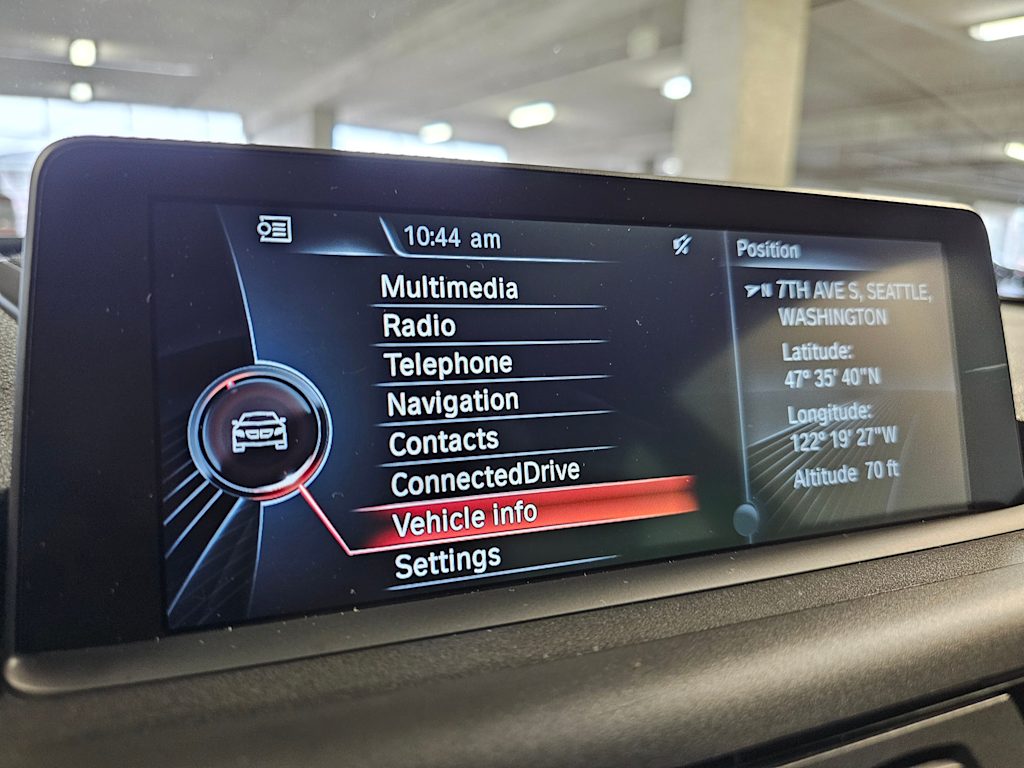 10:44 am
Multimedia
Radio
Telephone
Navigation
Contacts
ConnectedDrive
Vehicle info
Settings
Position
N 7TH AVE S, SEATTLE,
WASHINGTON
Latitude:
47° 35' 40"N
Longitude:
122° 19' 27"W
Altitude 70 ft